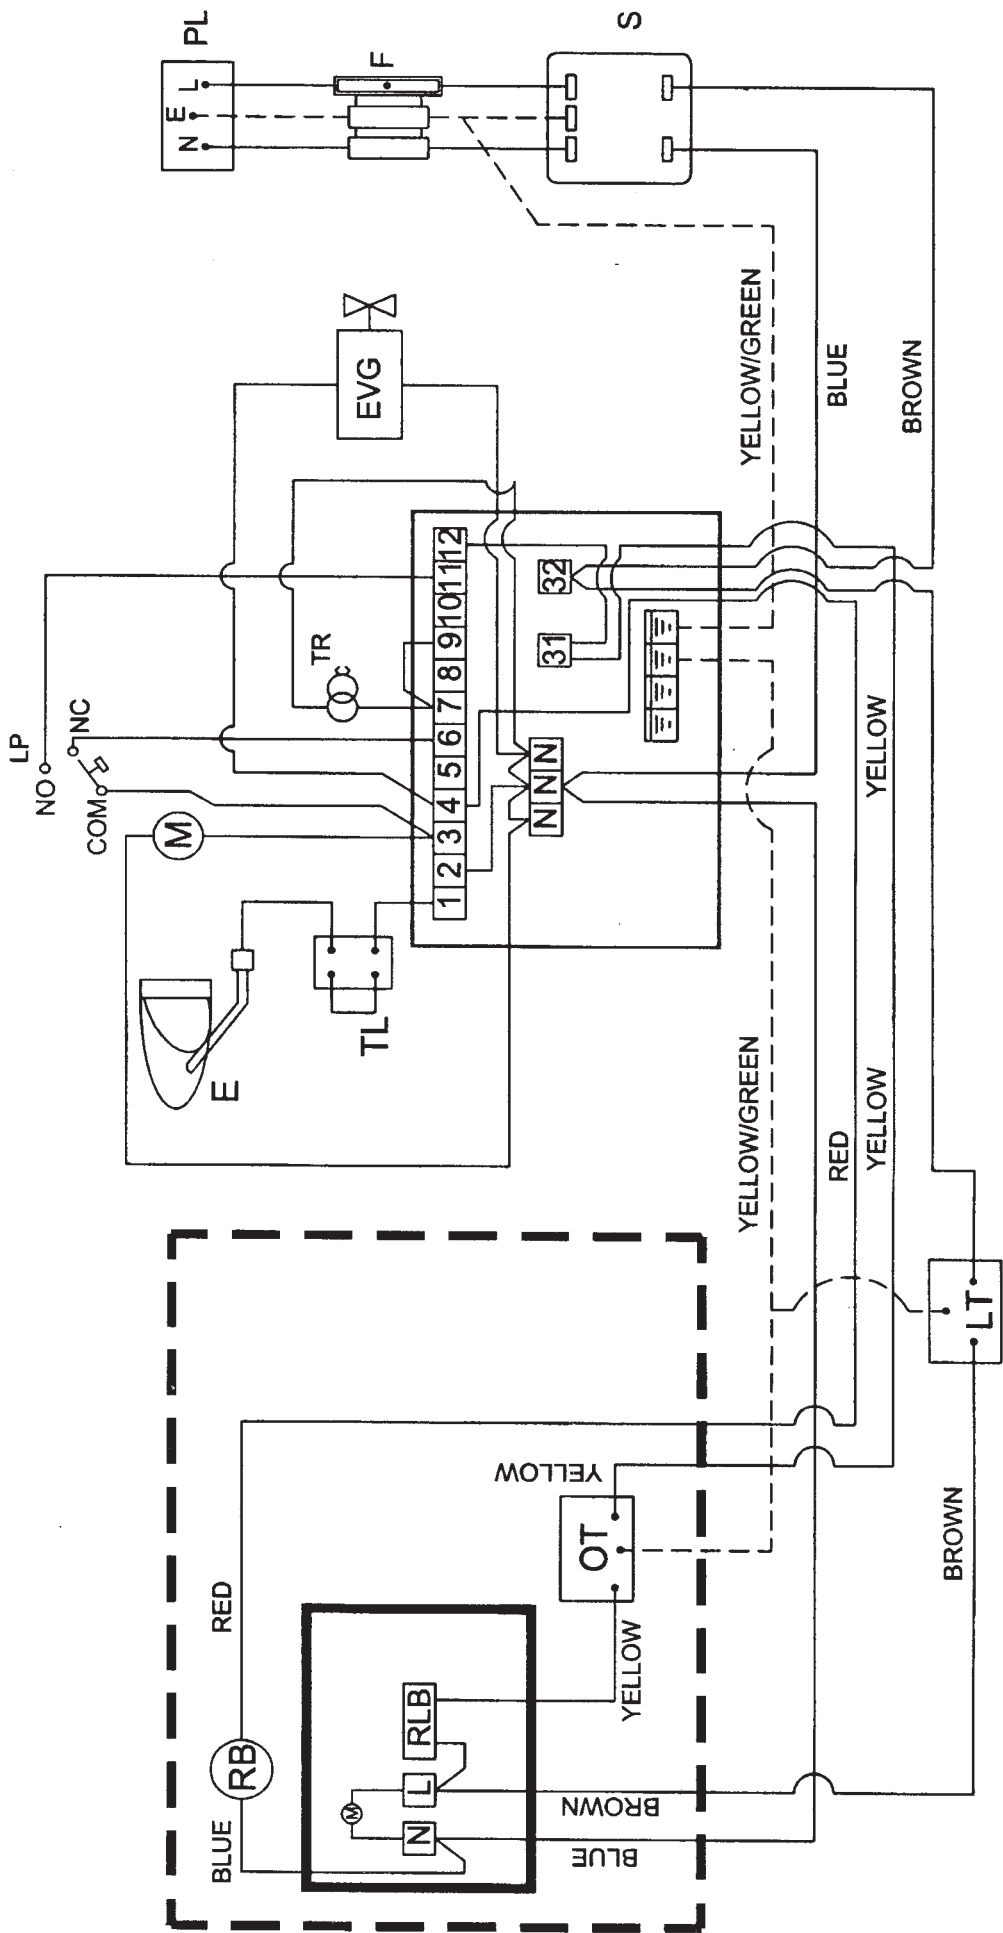 PL
N E L
F
S
EVG
YELLOW/GREEN
BLUE
BROWN
LP
NO
NC
COM
TR
M
1 2 3 4 5 6 7 8 9 10 11 12
31
32
N N N
YELLOW
E
TL
YELLOW/GREEN
RED
YELLOW
LT
BROWN
YELLOW
OT
RED
YELLOW
RB
BLUE
RLB
L
N
M
BROWN
BLUE